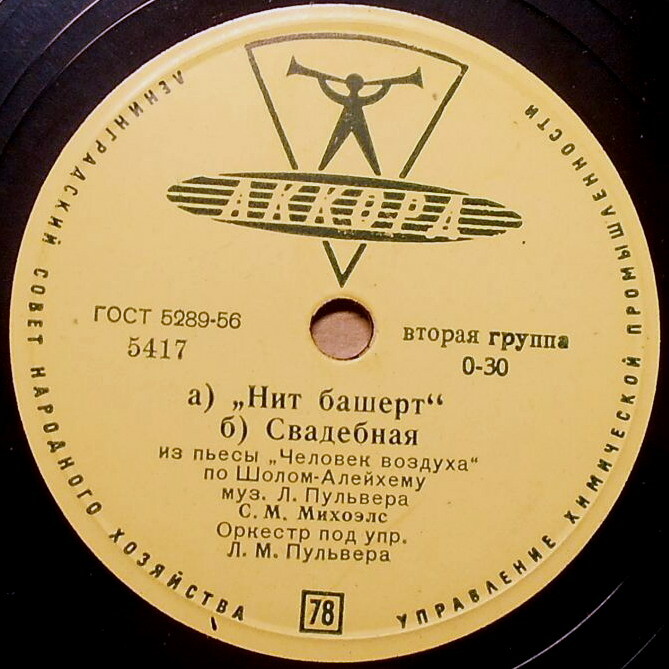 ЛЕНИНГРАДСКИЙ СОВЕТ НАРОДНОГО ХОЗЯЙСТВА
УПРАВЛЕНИЕ ХИМИЧЕСКОЙ ПРОМЫШЛЕННОСТИ
АККОРД
ГОСТ 5289-56
5417
вторая группа
0-30
а) „Нит башерт“
б) Свадебная
из пьесы „Человек воздуха“
по Шолом-Алейхему
муз. Л. Пульвера
С. М. Михоэлс
Оркестр под упр.
Л. М. Пульвера
78